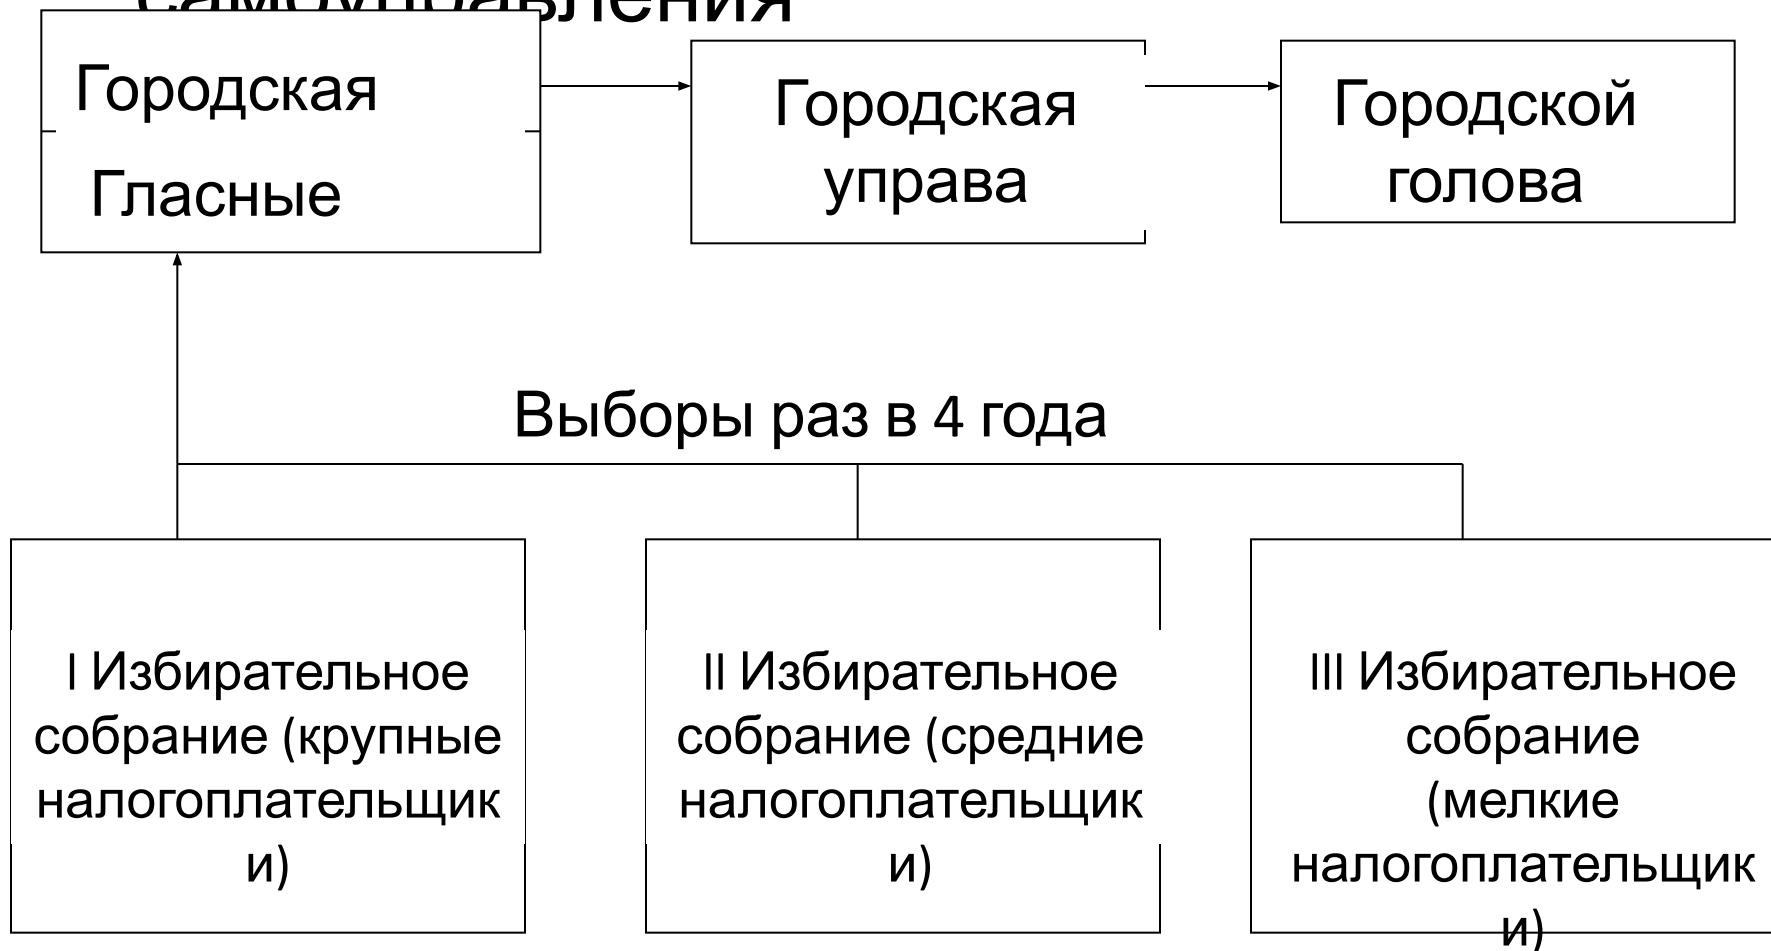 самоуправления
Городская
Гласные
Городская
управа
Городской
голова
Выборы раз в 4 года
I Избирательное
собрание (крупные
налогоплательщик
и)
II Избирательное
собрание (средние
налогоплательщик
и)
III Избирательное
собрание
(мелкие
налогоплательщик
и)